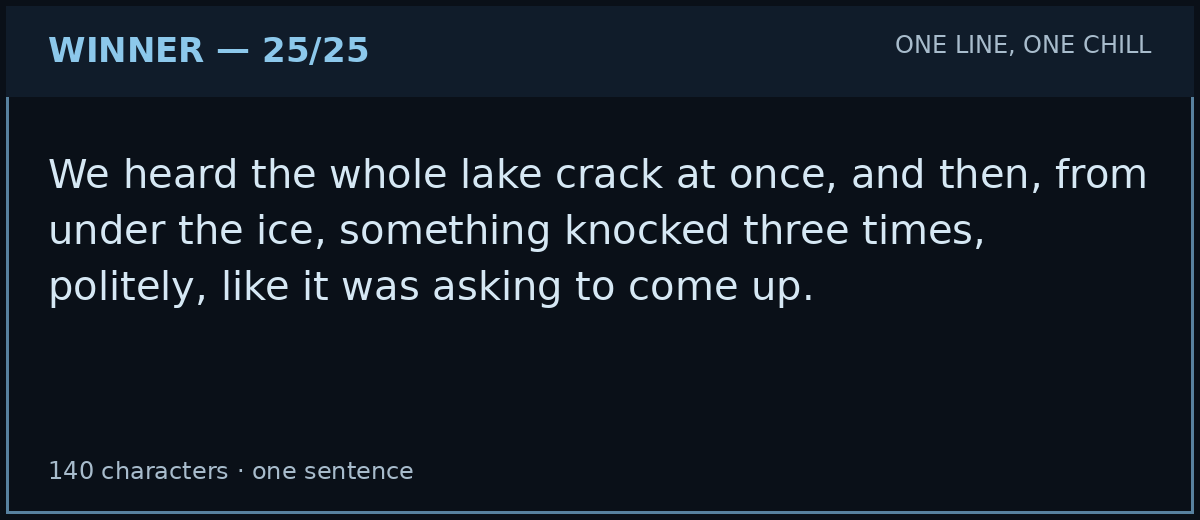 WINNER — 25/25
ONE LINE, ONE CHILL
We heard the whole lake crack at once, and then, from
under the ice, something knocked three times,
politely, like it was asking to come up.
140 characters · one sentence